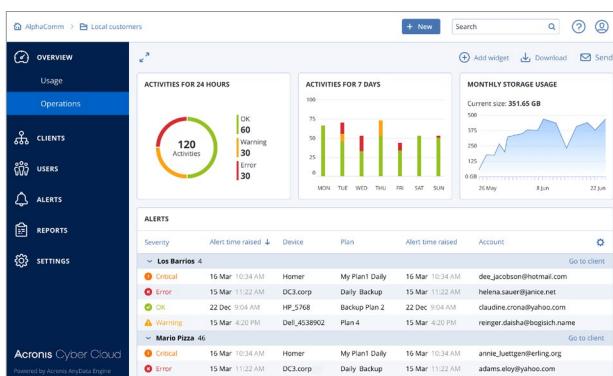 AlphaComm > Local customers
+ New
Search
OVERVIEW
Usage
Operations
CLIENTS
USERS
ALERTS
REPORTS
SETTINGS
Acronis Cyber Cloud
Powered by Acronis AnyData Engine
Add widget Download Send
ACTIVITIES FOR 24 HOURS
120
Activities
OK
60
Warning
30
Error
30
ACTIVITIES FOR 7 DAYS
100
75
50
25
0
MON TUE WED THU FRI SAT SUN
MONTHLY STORAGE USAGE
Current size: 351.65 GB
500
375
250
125
0 GB
26 May 8 Jun 22 Jun
ALERTS
Severity Alert time raised ↓ Device Plan Alert time raised Account
Los Barrios 4 Go to client
Critical 16 Mar 10:34 AM Homer My Plan1 Daily 16 Mar 10:34 AM dee_jacobson@hotmail.com
Error 15 Mar 11:22 AM DC3.corp Daily Backup 15 Mar 11:22 AM helena.sauer@janice.net
OK 22 Dec 9:04 AM HP_5768 Backup Plan 2 22 Dec 9:04 AM claudine.crona@yahoo.com
Warning 15 Mar 4:20 PM Dell_4538902 Plan 4 15 Mar 4:20 PM reinger.daisha@bogisich.name
Mario Pizza 46 Go to client
Critical 16 Mar 10:34 AM Homer My Plan1 Daily 16 Mar 10:34 AM annie_luettgen@erling.org
Error 15 Mar 11:22 AM DC3.corp Daily Backup 15 Mar 11:22 AM adams.eloy@yahoo.com